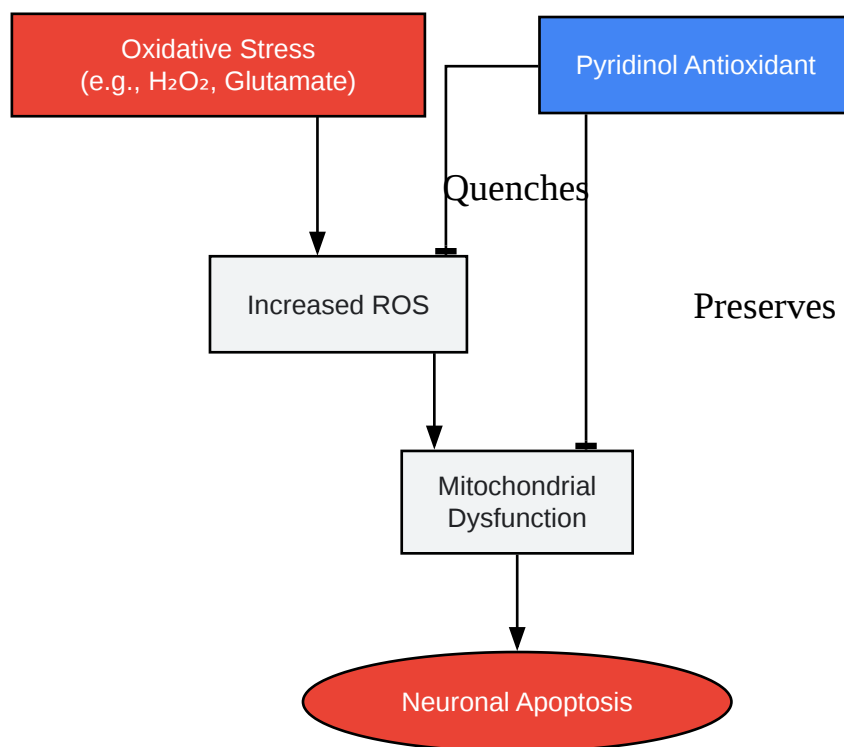 Oxidative Stress
(e.g., H₂O₂, Glutamate)
Pyridinol Antioxidant
Quenches
Increased ROS
Preserves
Mitochondrial
Dysfunction
Neuronal Apoptosis